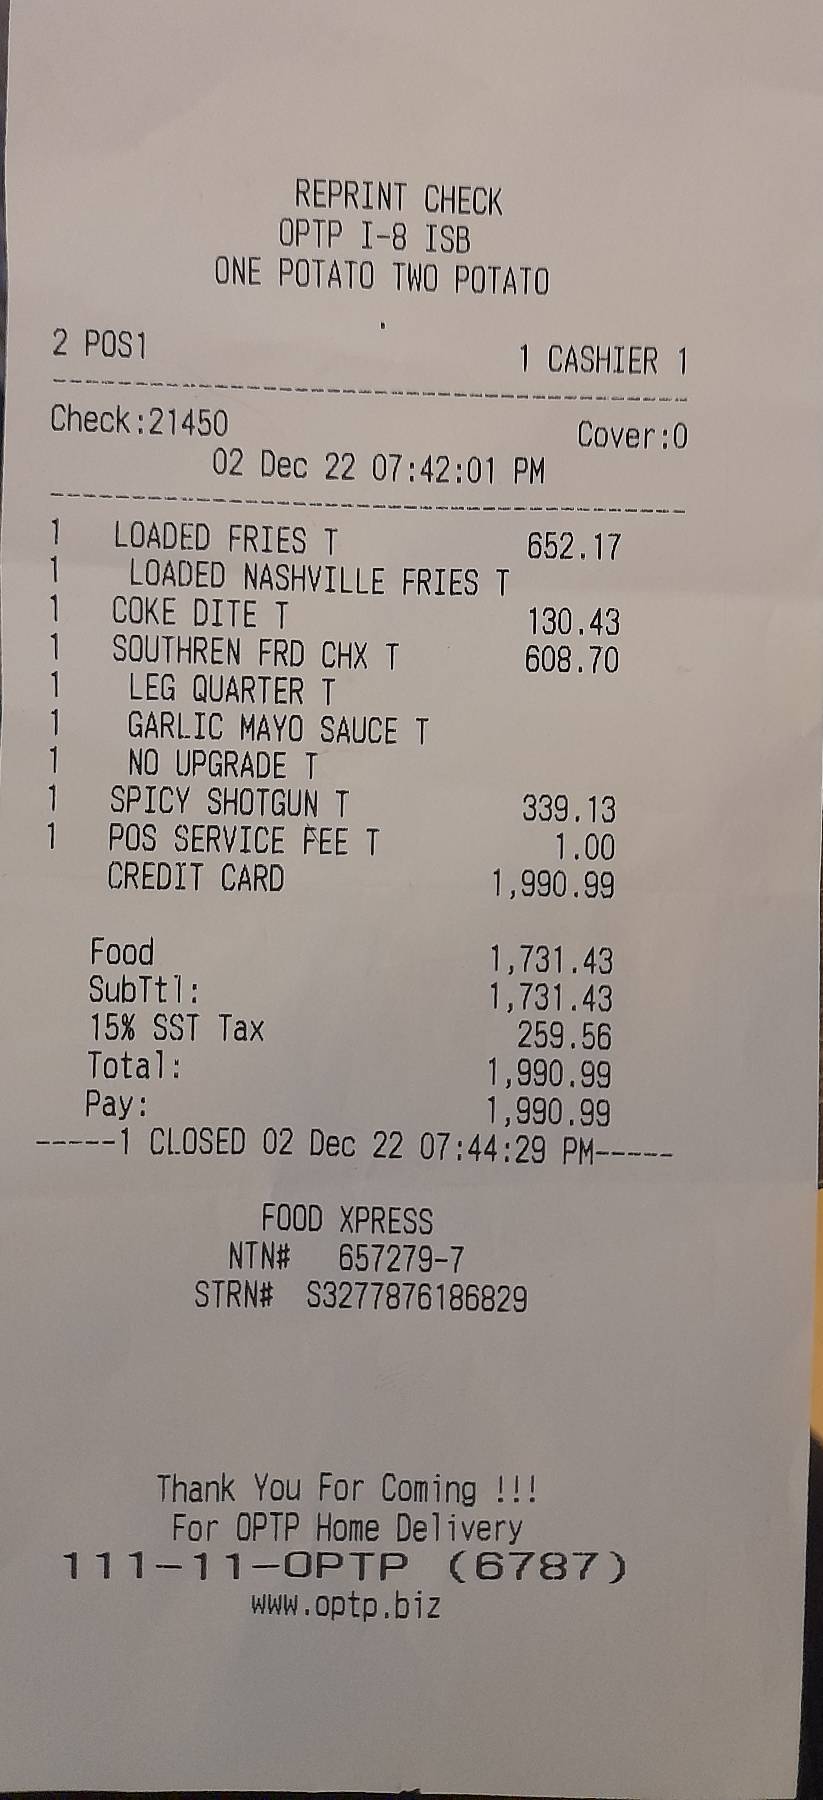 REPRINT CHECK
OPTP I-8 ISB
ONE POTATO TWO POTATO
2 POS1 1 CASHIER 1
--------------------------------
Check:21450 Cover:0
02 Dec 22 07:42:01 PM
--------------------------------
1 LOADED FRIES T 652.17
1 LOADED NASHVILLE FRIES T
1 COKE DITE T 130.43
1 SOUTHREN FRD CHX T 608.70
1 LEG QUARTER T
1 GARLIC MAYO SAUCE T
1 NO UPGRADE T
1 SPICY SHOTGUN T 339.13
1 POS SERVICE FEE T 1.00
CREDIT CARD 1,990.99
Food 1,731.43
SubTtl: 1,731.43
15% SST Tax 259.56
Total: 1,990.99
Pay: 1,990.99
-----1 CLOSED 02 Dec 22 07:44:29 PM-----
FOOD XPRESS
NTN# 657279-7
STRN# S3277876186829
Thank You For Coming !!!
For OPTP Home Delivery
111-11-OPTP (6787)
www.optp.biz